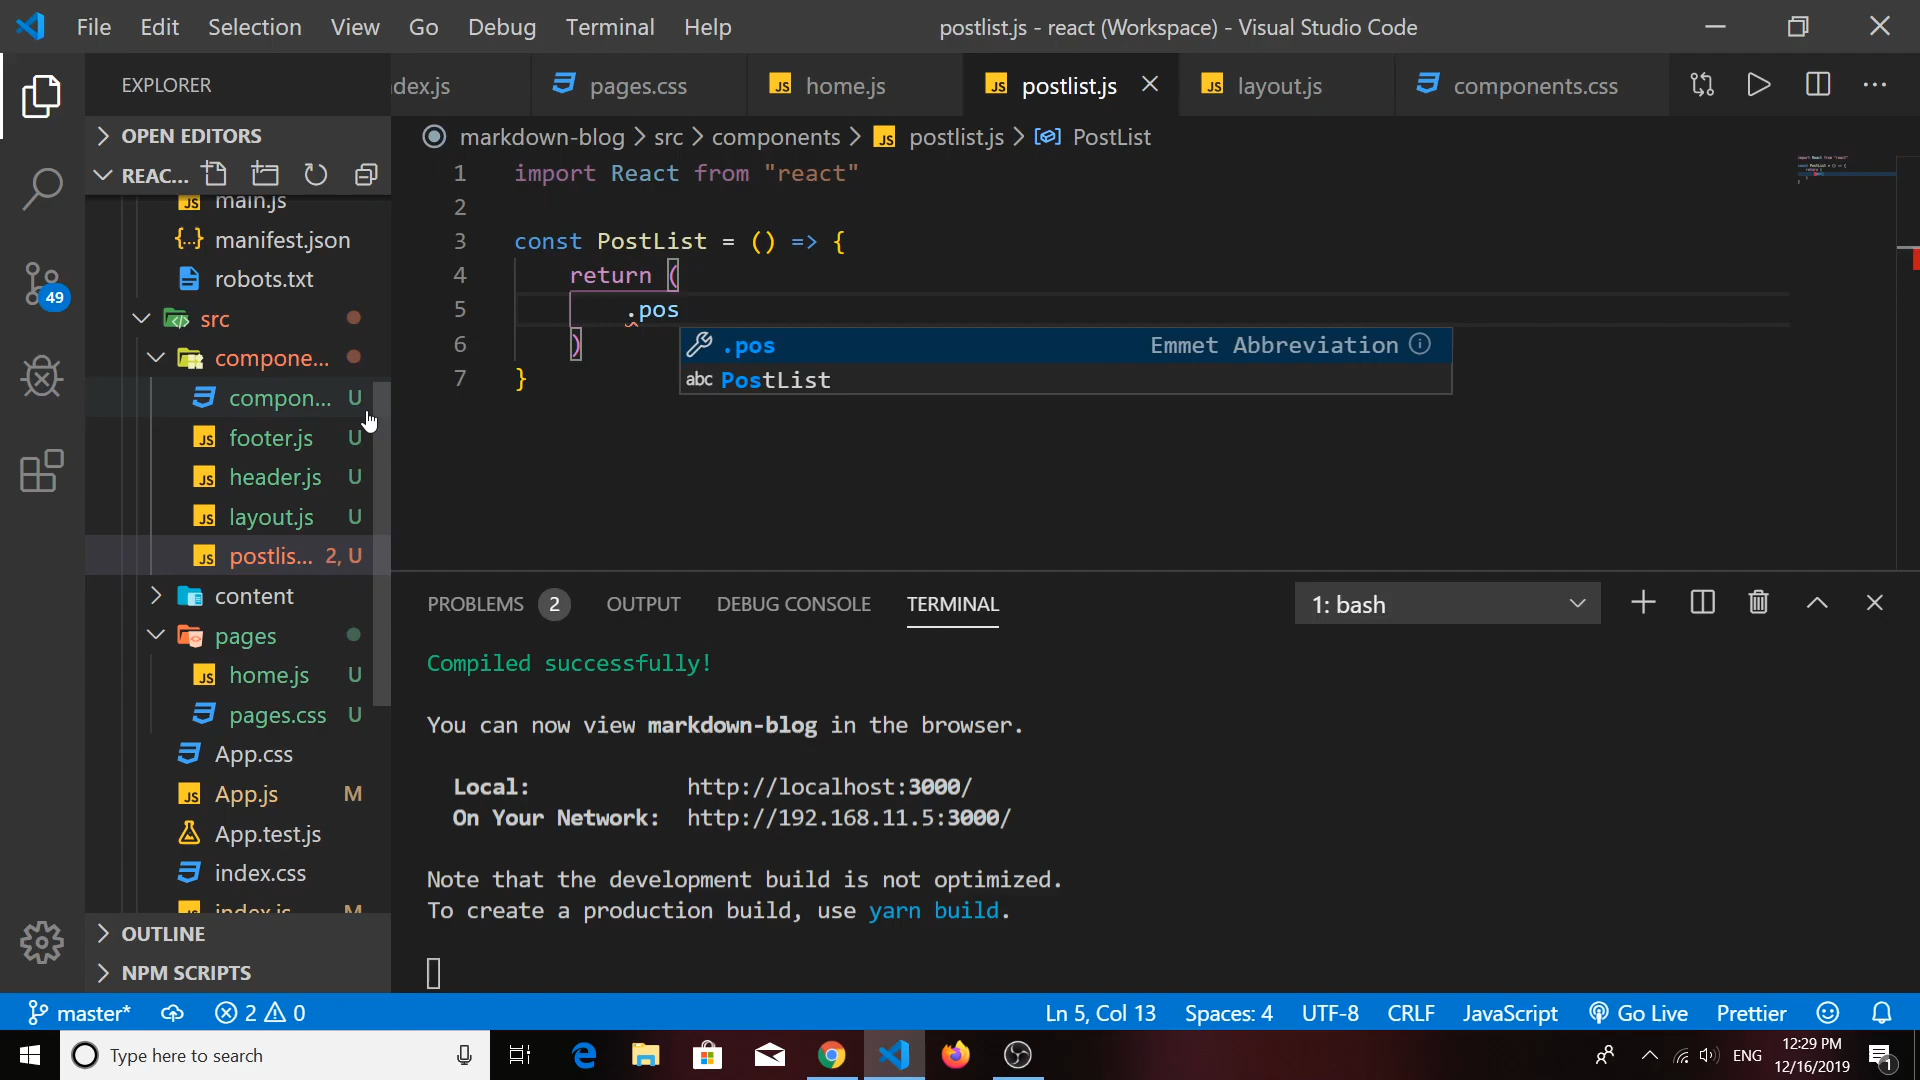 File Edit Selection View Go Debug Terminal Help
postlist.js - react (Workspace) - Visual Studio Code
EXPLORER
dex.js
pages.css
home.js
postlist.js
layout.js
components.css
OPEN EDITORS
REAC...
markdown-blog > src > components > postlist.js > PostList
1 import React from "react"
2
3 const PostList = () => {
4 return (
5 .pos
6 )
7 }
.pos Emmet Abbreviation
abc PostList
main.js
manifest.json
robots.txt
src
compone...
compon... U
footer.js U
header.js U
layout.js U
postlis... 2, U
content
pages
home.js U
pages.css U
App.css
App.js M
App.test.js
index.css
index.js M
OUTLINE
NPM SCRIPTS
49
PROBLEMS 2 OUTPUT DEBUG CONSOLE TERMINAL
1: bash
Compiled successfully!
You can now view markdown-blog in the browser.
Local: http://localhost:3000/
On Your Network: http://192.168.11.5:3000/
Note that the development build is not optimized.
To create a production build, use yarn build.
master* 2 0
Ln 5, Col 13 Spaces: 4 UTF-8 CRLF JavaScript Go Live Prettier
Type here to search
ENG
12:29 PM
12/16/2019
1